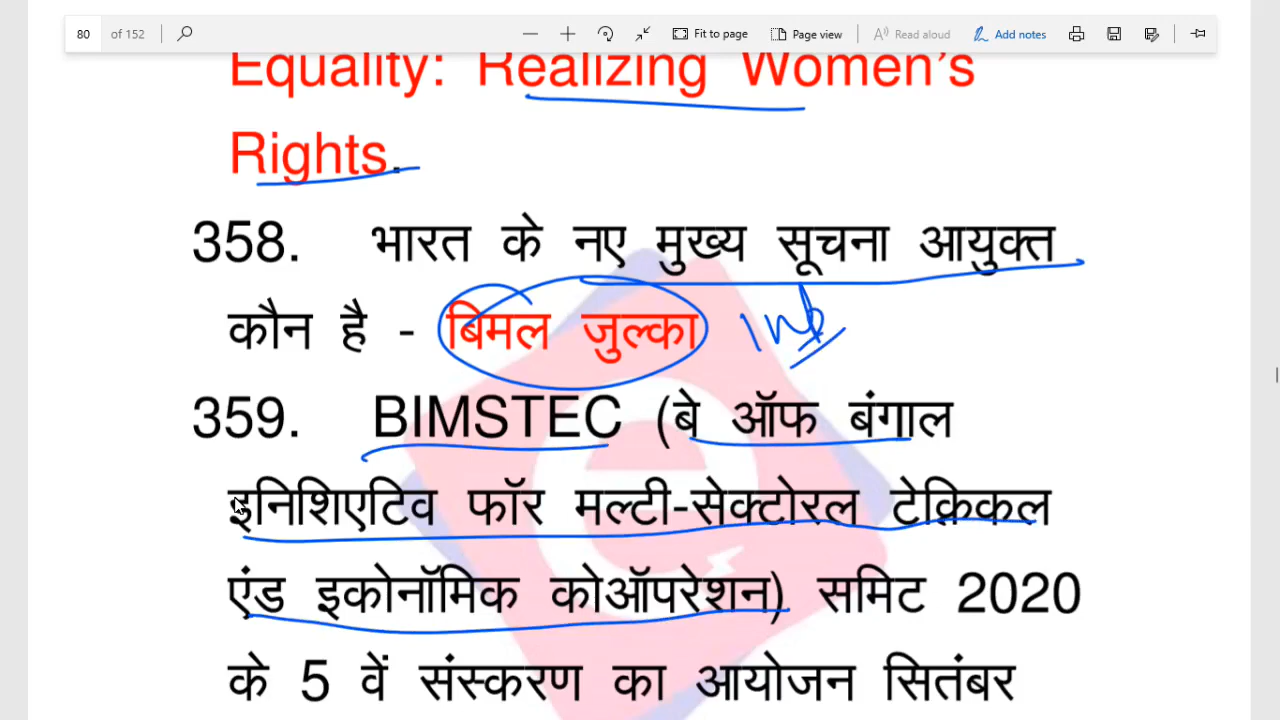 80 of 152 Fit to page Page view Read aloud Add notes
Equality: Realizing Women's
Rights.
358. भारत के नए मुख्य सूचना आयुक्त
कौन है - बिमल जुल्का Imp
359. BIMSTEC (बे ऑफ बंगाल
इनिशिएटिव फॉर मल्टी-सेक्टोरल टेक्निकल
एंड इकोनॉमिक कोऑपरेशन) समिट 2020
के 5 वें संस्करण का आयोजन सितंबर